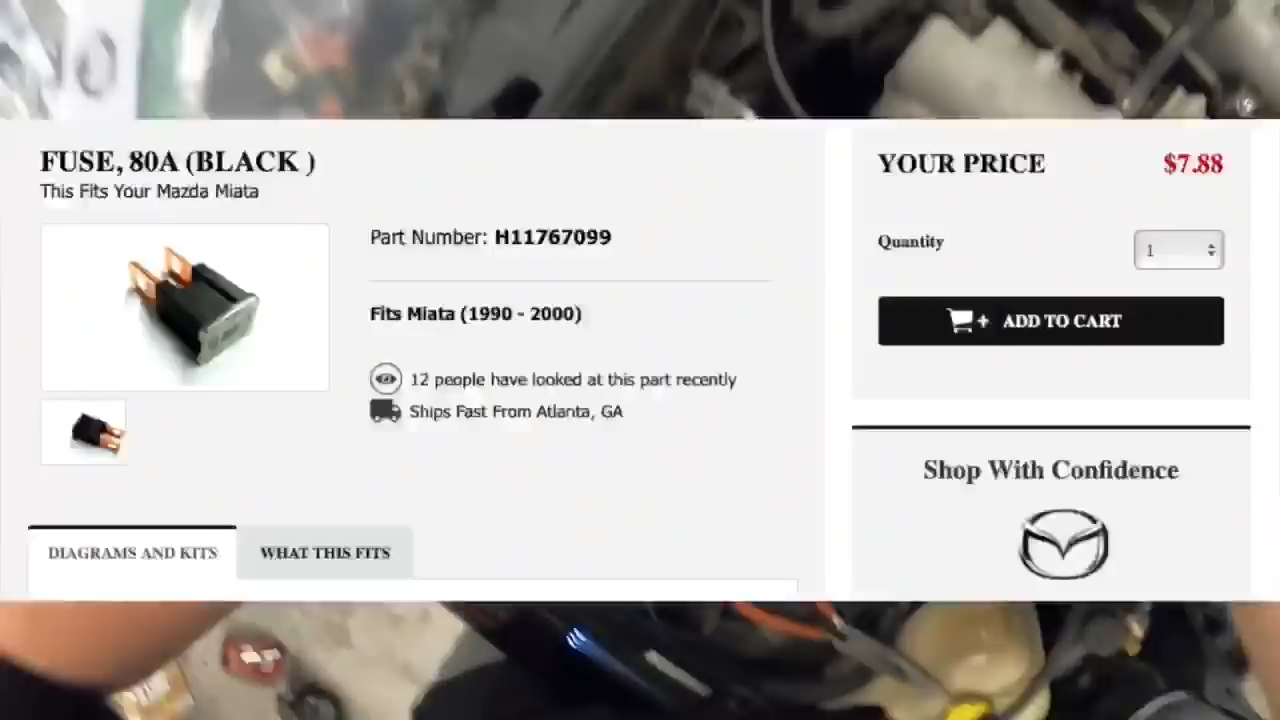 FUSE, 80A (BLACK )
This Fits Your Mazda Miata
Part Number: H11767099
Fits Miata (1990 - 2000)
12 people have looked at this part recently
Ships Fast From Atlanta, GA
DIAGRAMS AND KITS
WHAT THIS FITS
YOUR PRICE
$7.88
Quantity
1
+ ADD TO CART
Shop With Confidence